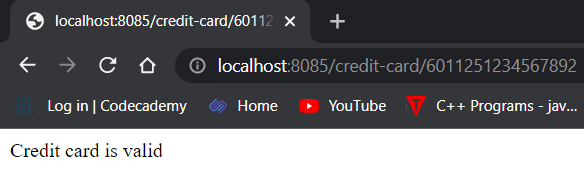 localhost:8085/credit-card/60112
localhost:8085/credit-card/6011251234567892
Log in | Codecademy Home YouTube C++ Programs - jav...
Credit card is valid